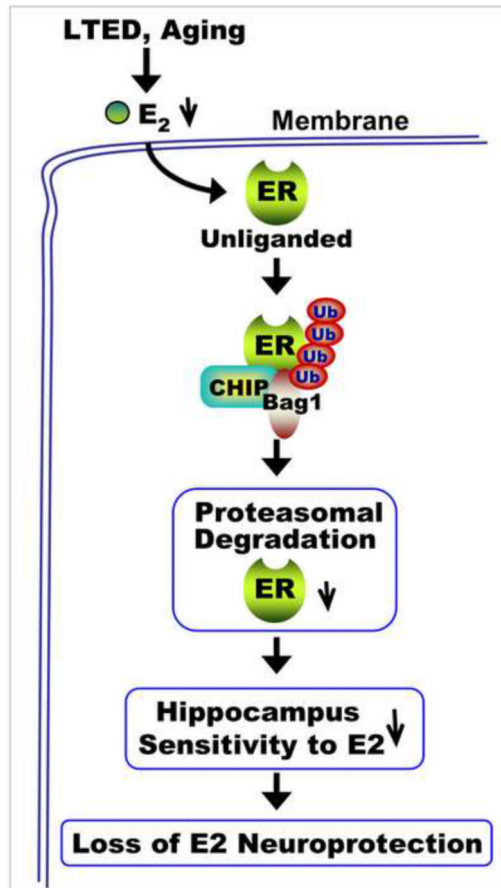 LTED, Aging
E2
Membrane
ER
Unliganded
Ub
Ub
ER
Ub
Ub
CHIP
Bag1
Proteasomal
Degradation
ER
Hippocampus
Sensitivity to E2
Loss of E2 Neuroprotection